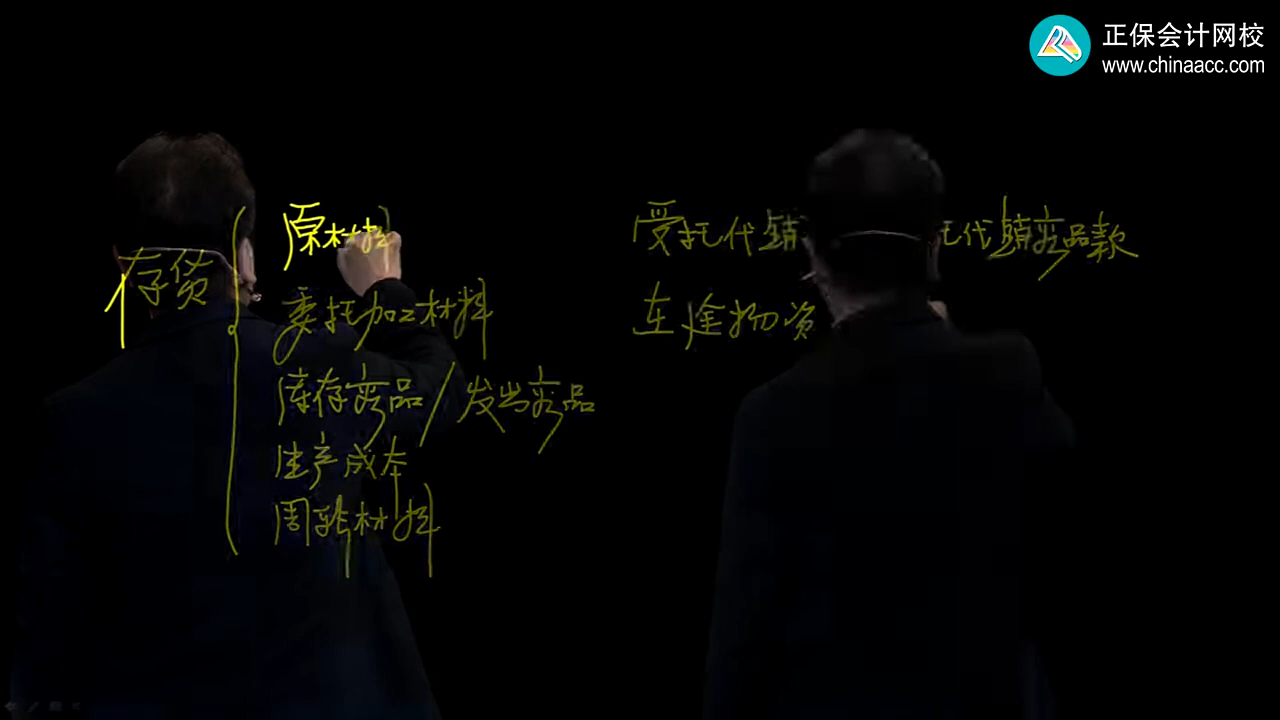 正保会计网校
www.chinaacc.com
存货
原材料
委托加工材料
库存商品/发出商品
生产成本
周转材料
受托代销 托代销商品款
在途物资